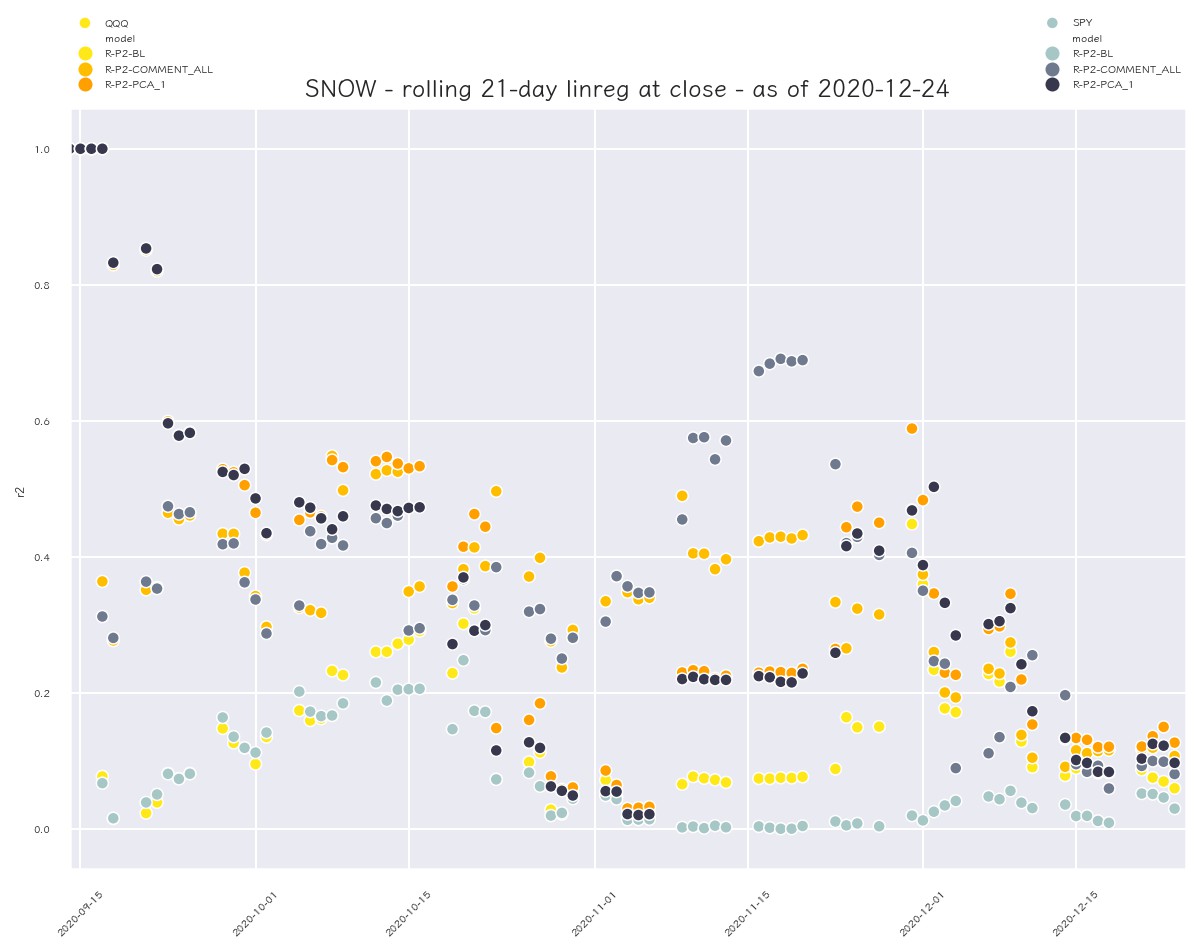 QQQ
model
R-P2-BL
R-P2-COMMENT_ALL
R-P2-PCA_1
SPY
model
R-P2-BL
R-P2-COMMENT_ALL
R-P2-PCA_1
SNOW - rolling 21-day linreg at close - as of 2020-12-24
1.0
0.8
0.6
0.4
0.2
0.0
r2
2020-09-15
2020-10-01
2020-10-15
2020-11-01
2020-11-15
2020-12-01
2020-12-15